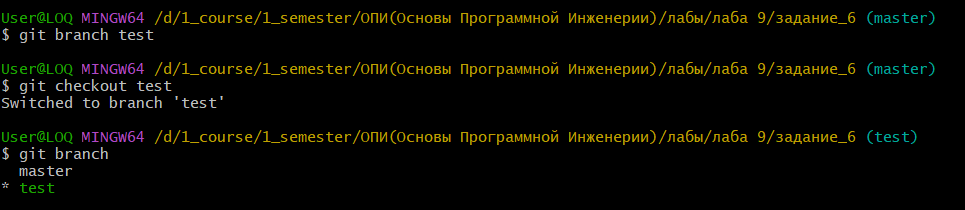 User@LOQ MINGW64 /d/1_course/1_semester/ОПИ(Основы Программной Инженерии)/лабы/лаба 9/задание_6 (master)
$ git branch test
User@LOQ MINGW64 /d/1_course/1_semester/ОПИ(Основы Программной Инженерии)/лабы/лаба 9/задание_6 (master)
$ git checkout test
Switched to branch 'test'
User@LOQ MINGW64 /d/1_course/1_semester/ОПИ(Основы Программной Инженерии)/лабы/лаба 9/задание_6 (test)
$ git branch
  master
* test